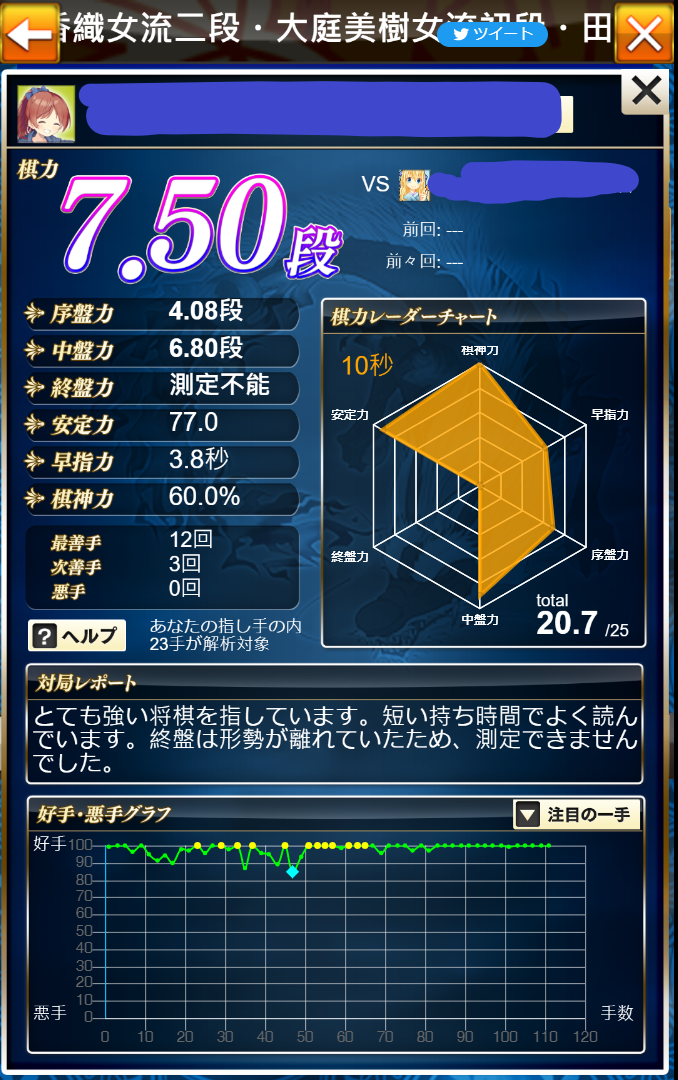 香織女流二段・大庭美樹女流初段・田
ツイート
棋力
7.50段
VS
前回: ---
前々回: ---
序盤力 4.08段
中盤力 6.80段
終盤力 測定不能
安定力 77.0
早指力 3.8秒
棋神力 60.0%
最善手 12回
次善手 3回
悪手 0回
? ヘルプ
あなたの指し手の内
23手が解析対象
棋力レーダーチャート
10秒
棋神力
安定力
早指力
終盤力
序盤力
中盤力
total
20.7 /25
対局レポート
とても強い将棋を指しています。短い持ち時間でよく読ん
でいます。終盤は形勢が離れていたため、測定できません
でした。
好手・悪手グラフ
注目の一手
好手 100
90
80
70
60
50
40
30
20
10
悪手 0
手数
0 10 20 30 40 50 60 70 80 90 100 110 120